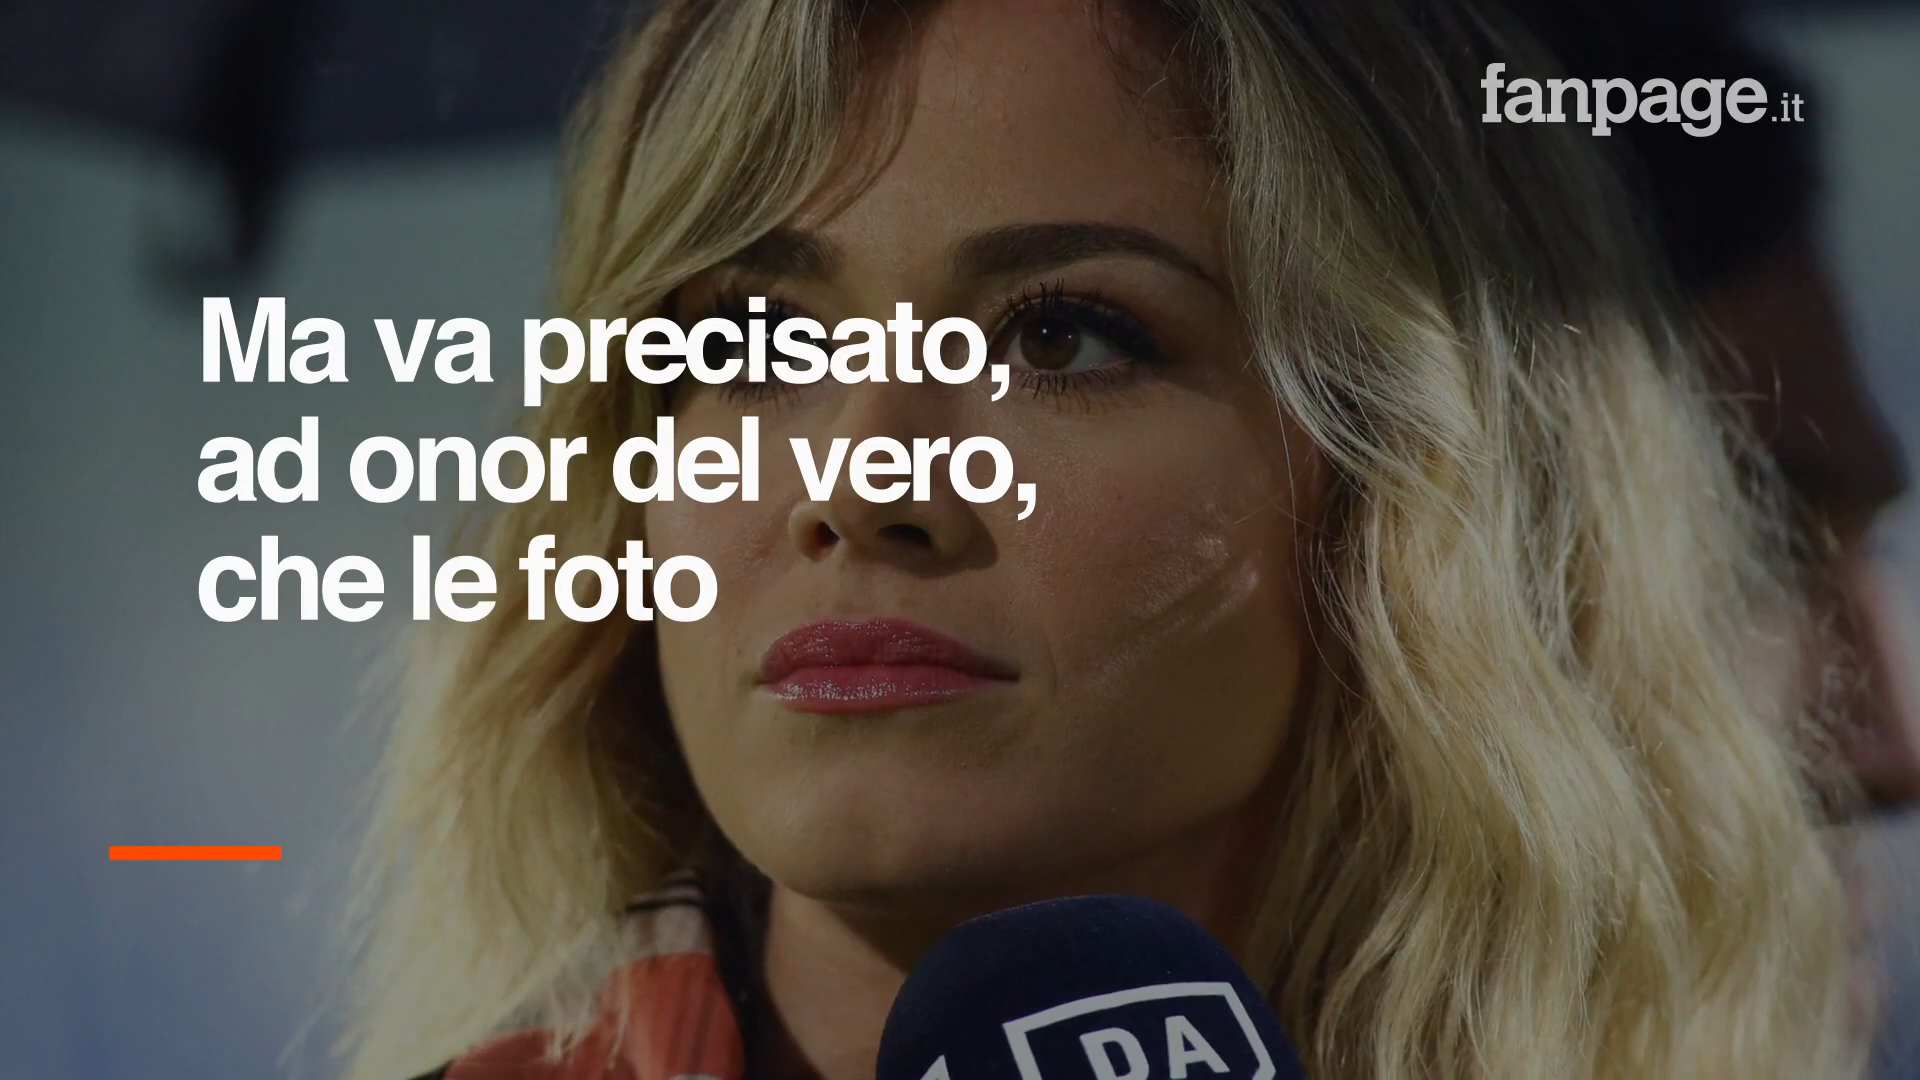 fanpage.it
Ma va precisato,
ad onor del vero,
che le foto
DA